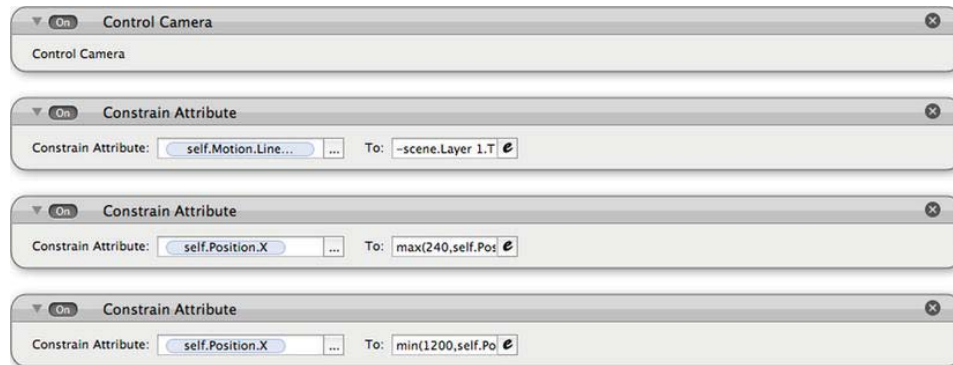 On Control Camera
Control Camera
On Constrain Attribute
Constrain Attribute: self.Motion.Line... ... To: -scene.Layer 1.T e
On Constrain Attribute
Constrain Attribute: self.Position.X ... To: max(240,self.Pos e
On Constrain Attribute
Constrain Attribute: self.Position.X ... To: min(1200,self.Po e